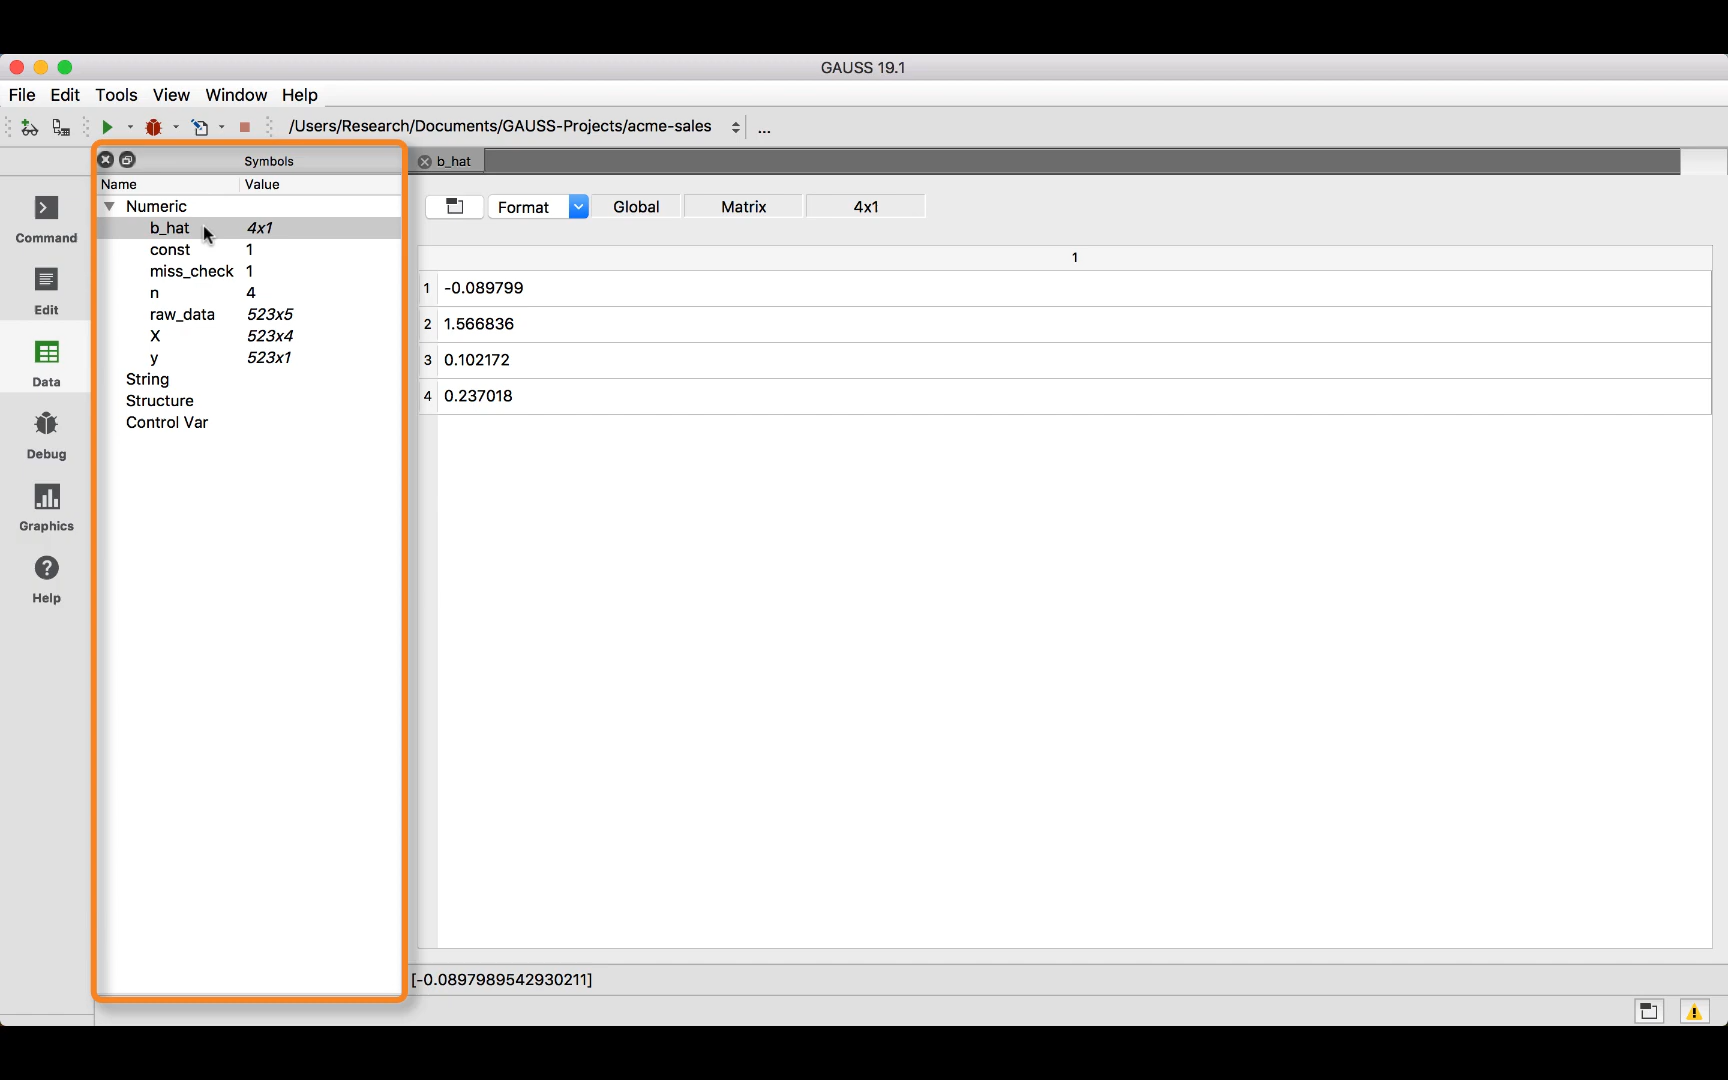 GAUSS 19.1
File Edit Tools View Window Help
/Users/Research/Documents/GAUSS-Projects/acme-sales ...
Symbols
Name Value
Numeric
b_hat 4x1
const 1
miss_check 1
n 4
raw_data 523x5
X 523x4
y 523x1
String
Structure
Control Var
Command
Edit
Data
Debug
Graphics
Help
b_hat
Format Global Matrix 4x1
1
1 -0.089799
2 1.566836
3 0.102172
4 0.237018
[-0.0897989542930211]